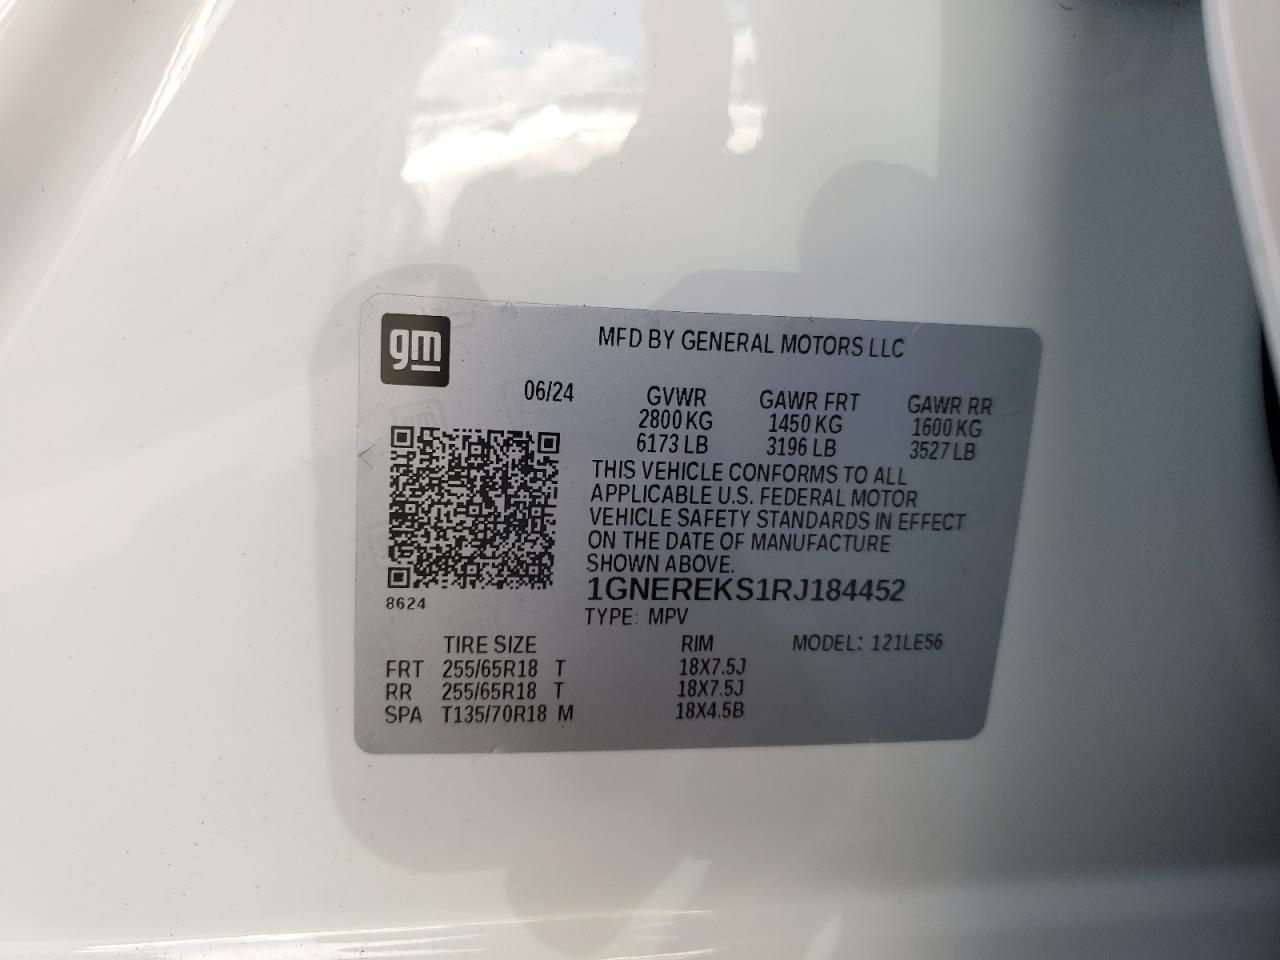 gm
MFD BY GENERAL MOTORS LLC
06/24 GVWR GAWR FRT GAWR RR
2800 KG 1450 KG 1600 KG
6173 LB 3196 LB 3527 LB
THIS VEHICLE CONFORMS TO ALL
APPLICABLE U.S. FEDERAL MOTOR
VEHICLE SAFETY STANDARDS IN EFFECT
ON THE DATE OF MANUFACTURE
SHOWN ABOVE.
1GNEREKS1RJ184452
8624
TYPE: MPV
TIRE SIZE RIM MODEL: 121LE56
FRT 255/65R18 T 18X7.5J
RR 255/65R18 T 18X7.5J
SPA T135/70R18 M 18X4.5B